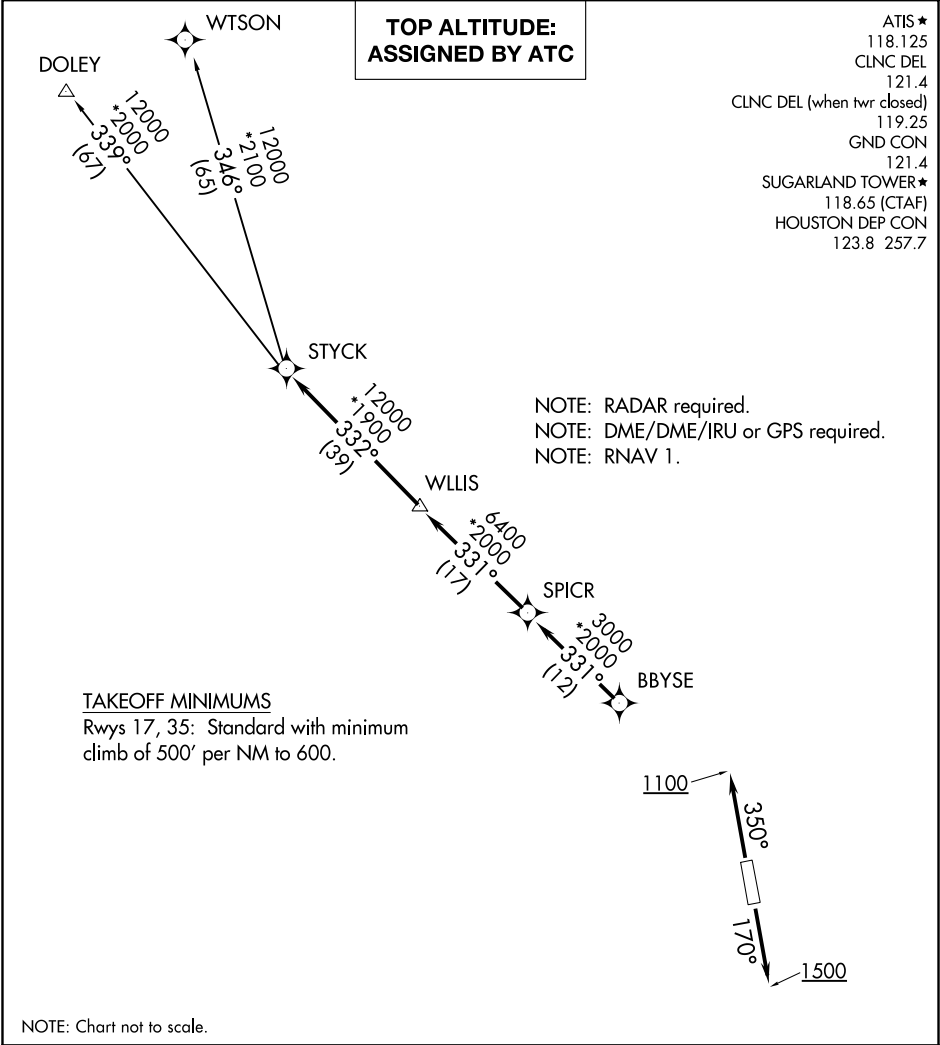 TOP ALTITUDE:
ASSIGNED BY ATC
ATIS★
118.125
CLNC DEL
121.4
CLNC DEL (when twr closed)
119.25
GND CON
121.4
SUGARLAND TOWER★
118.65 (CTAF)
HOUSTON DEP CON
123.8 257.7
WTSON
DOLEY
12000
*2000
339°
(67)
12000
*2100
346°
(65)
STYCK
12000
*1900
332°
(39)
NOTE: RADAR required.
NOTE: DME/DME/IRU or GPS required.
NOTE: RNAV 1.
WLLIS
6400
*2000
331°
(17)
SPICR
3000
*2000
331°
(12)
BBYSE
TAKEOFF MINIMUMS
Rwys 17, 35: Standard with minimum
climb of 500' per NM to 600.
1100
350°
170°
1500
NOTE: Chart not to scale.